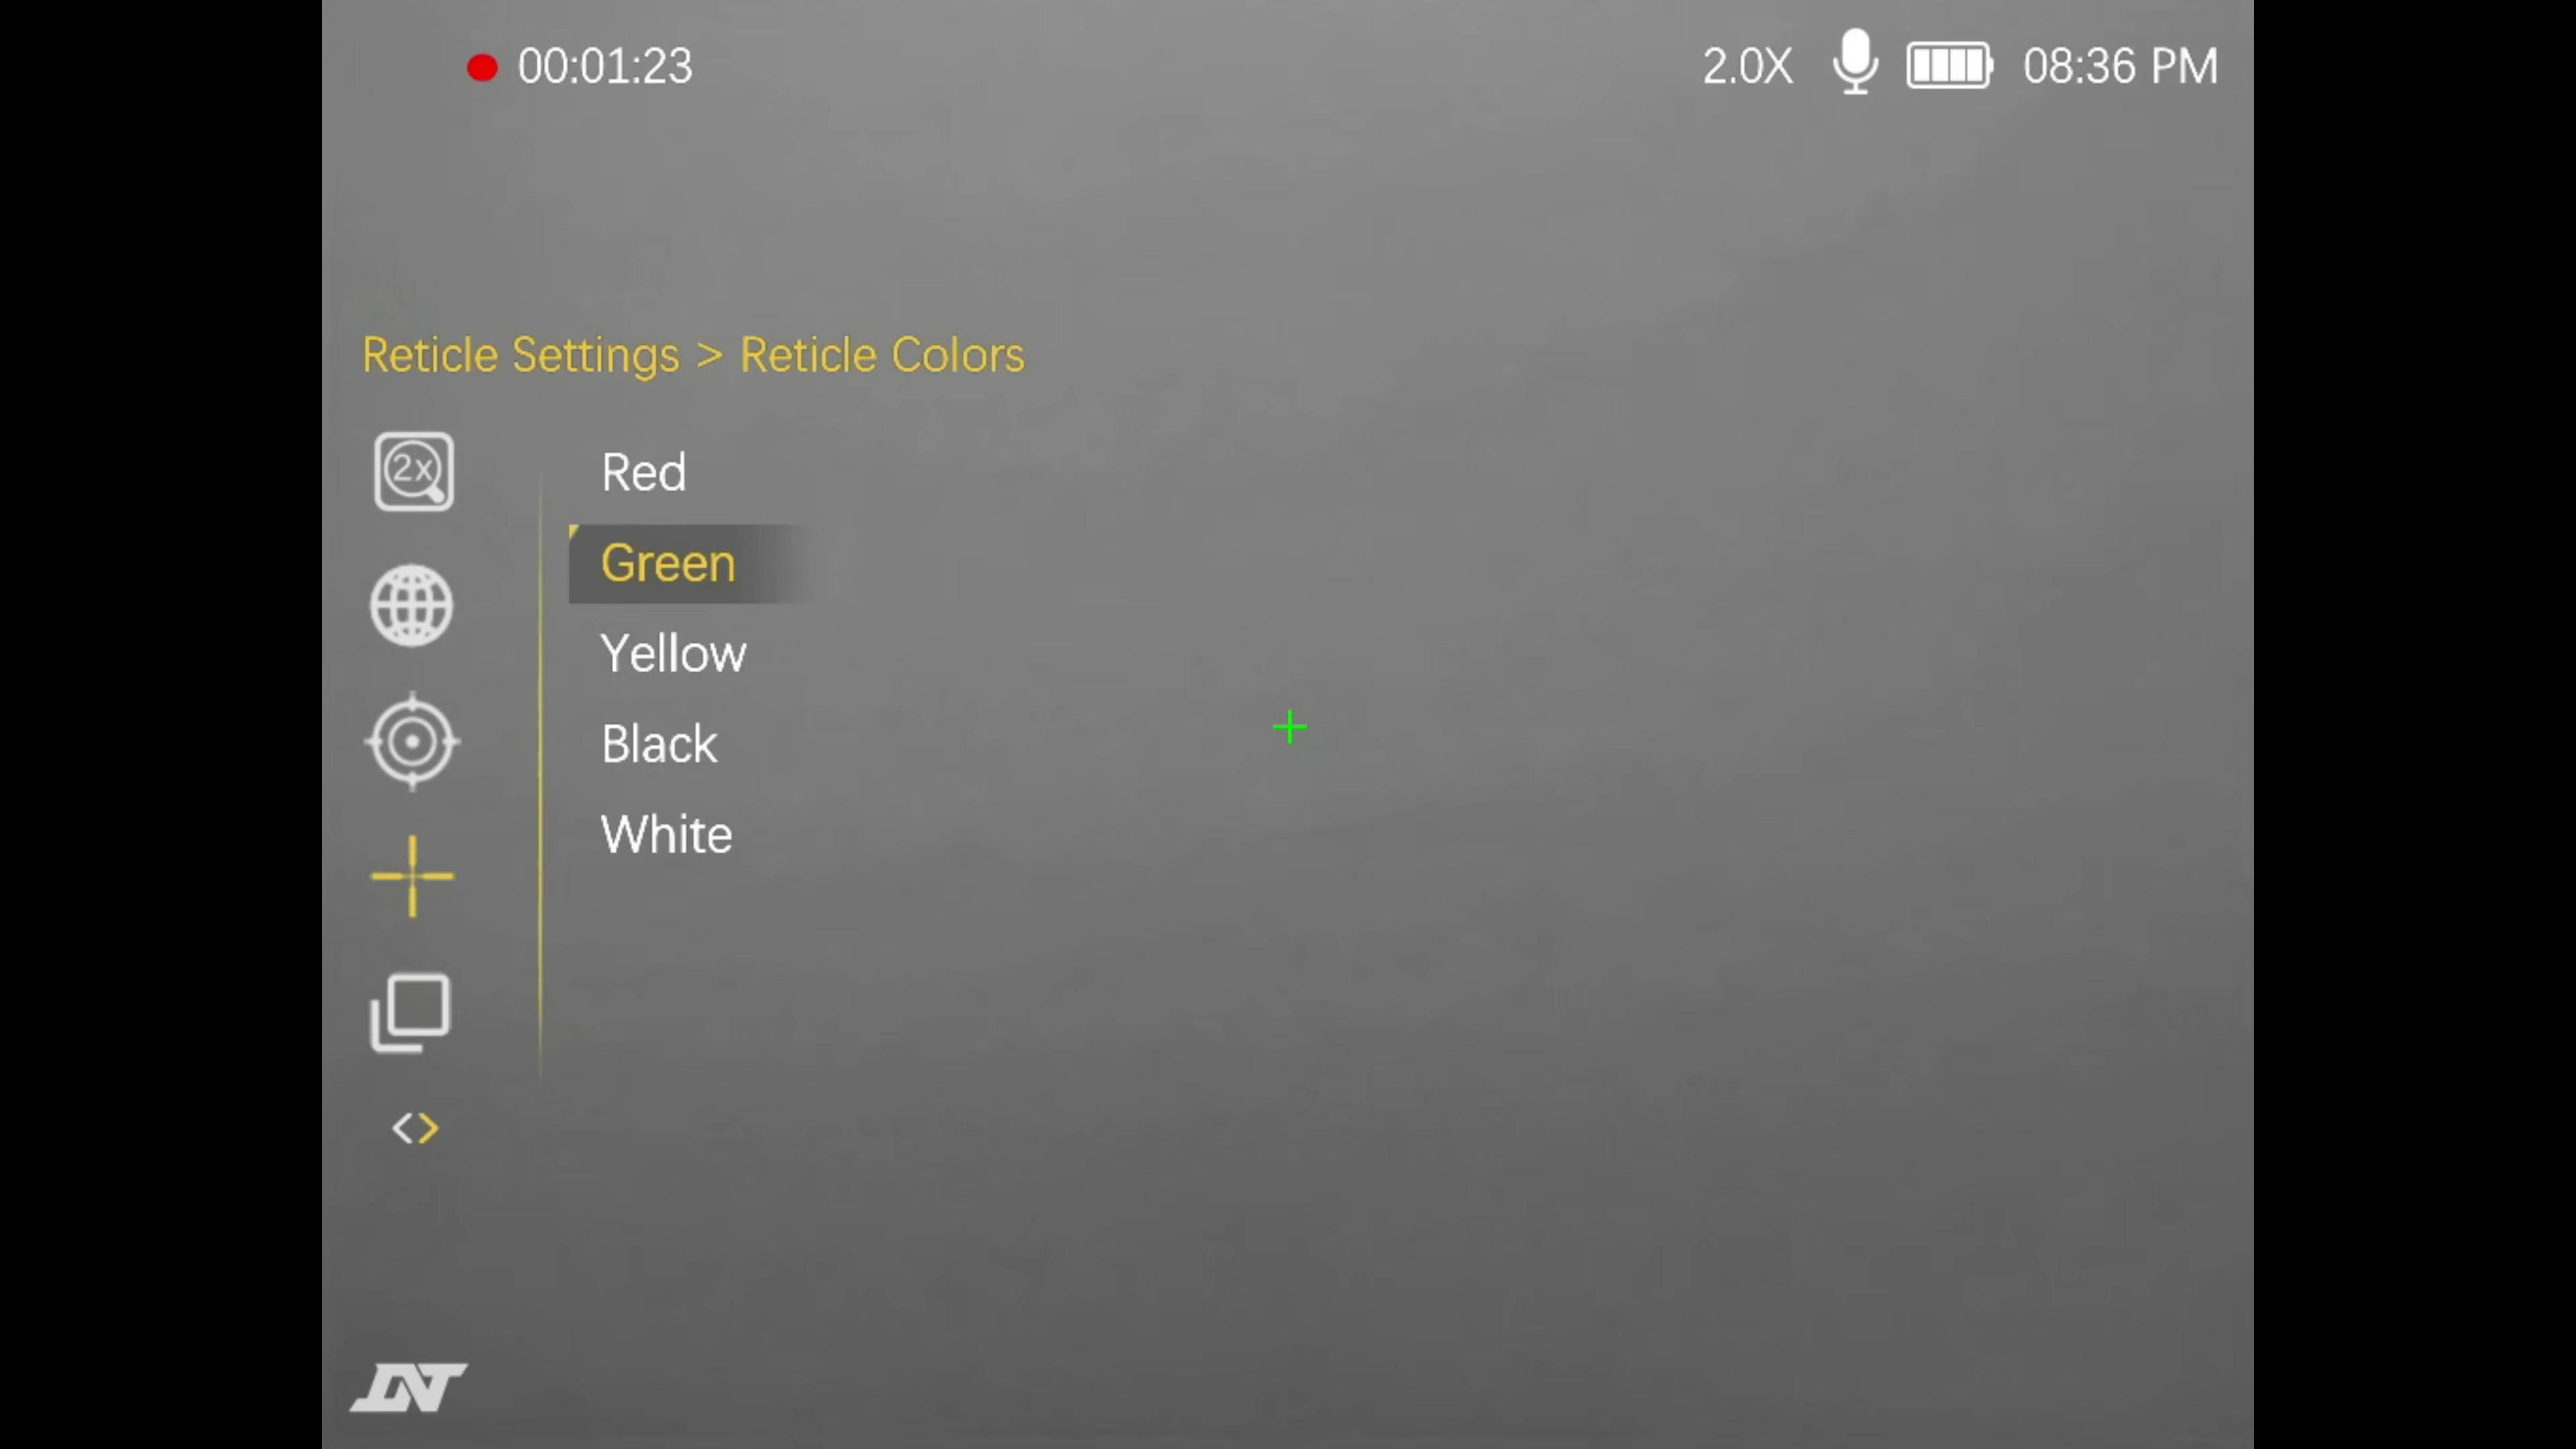 00:01:23 2.0X 08:36 PM
Reticle Settings > Reticle Colors
2x
Red
Green
Yellow
Black
White